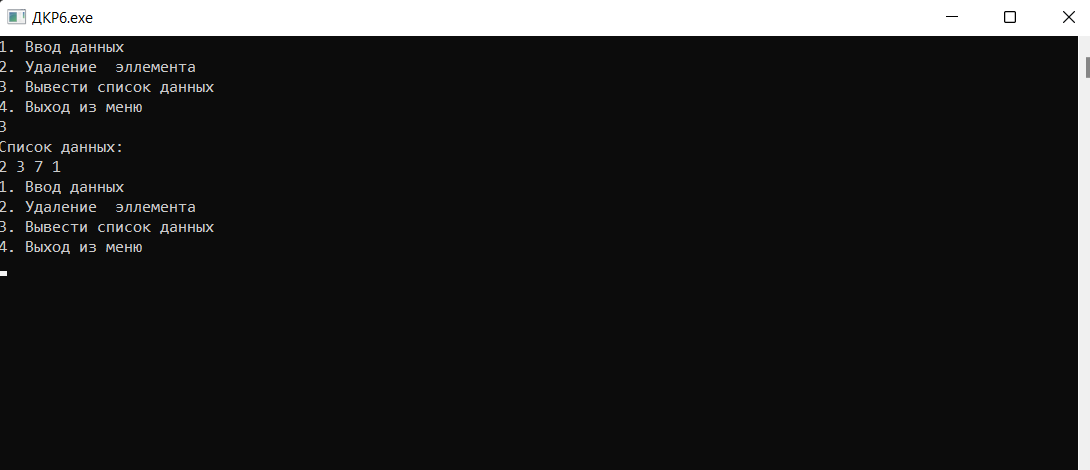 ДКР6.exe
1. Ввод данных
2. Удаление  эллемента
3. Вывести список данных
4. Выход из меню
3
Список данных:
2 3 7 1
1. Ввод данных
2. Удаление  эллемента
3. Вывести список данных
4. Выход из меню